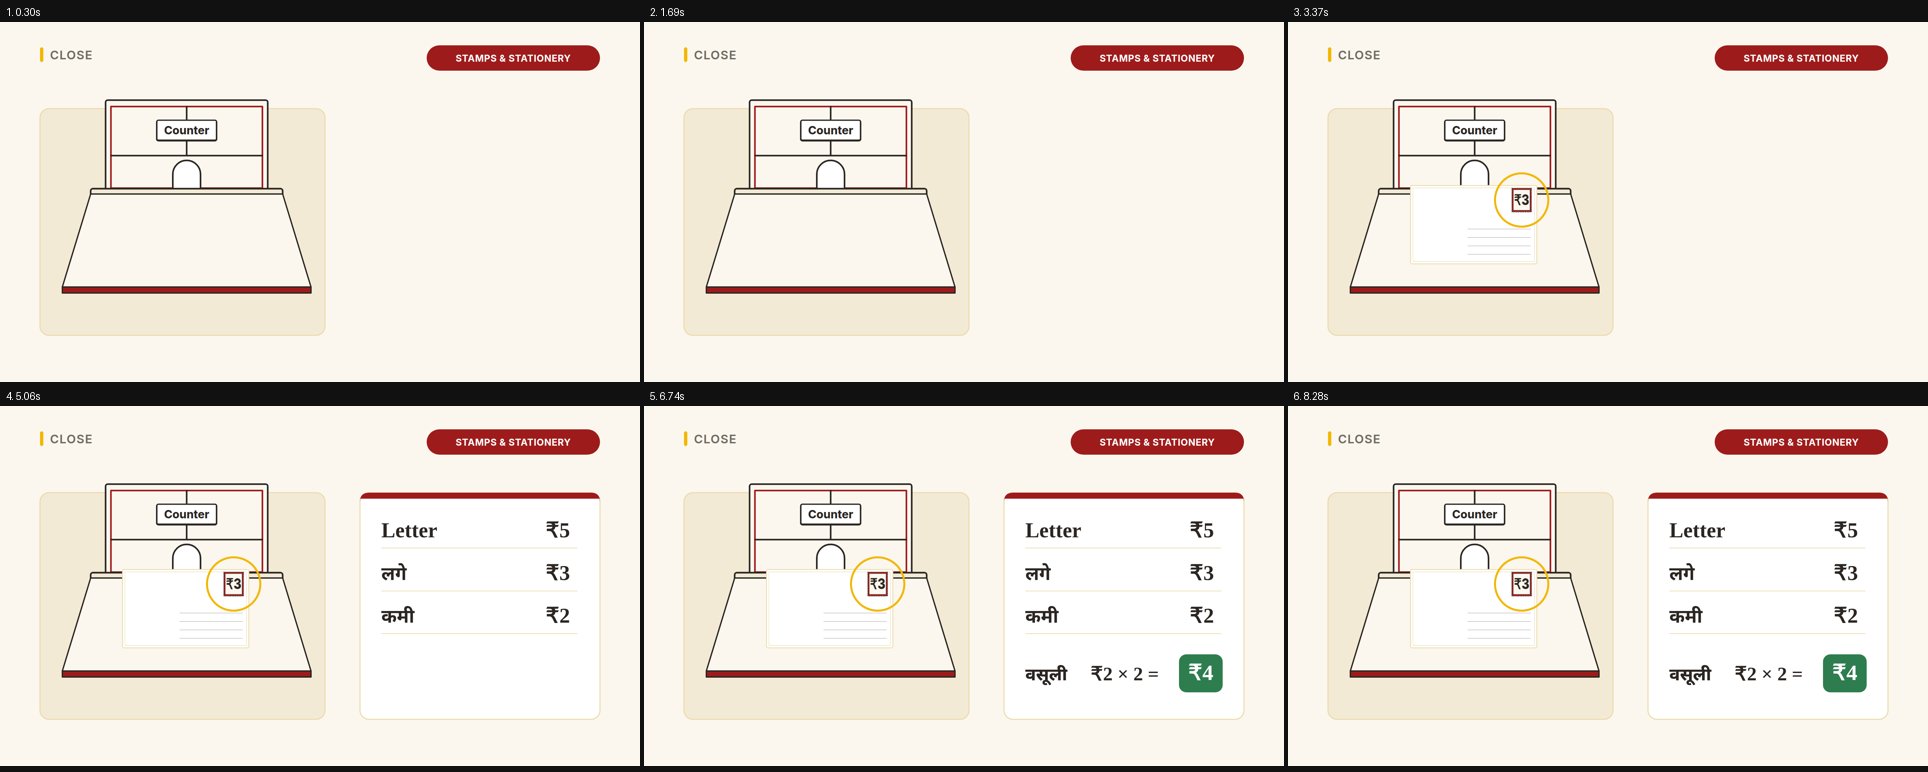 1. 0.30s
CLOSE
STAMPS & STATIONERY
Counter
2. 1.69s
CLOSE
STAMPS & STATIONERY
Counter
3. 3.37s
CLOSE
STAMPS & STATIONERY
Counter
₹3
4. 5.06s
CLOSE
STAMPS & STATIONERY
Counter
₹3
Letter ₹5
लगे ₹3
कमी ₹2
5. 6.74s
CLOSE
STAMPS & STATIONERY
Counter
₹3
Letter ₹5
लगे ₹3
कमी ₹2
वसूली ₹2 × 2 = ₹4
6. 8.28s
CLOSE
STAMPS & STATIONERY
Counter
₹3
Letter ₹5
लगे ₹3
कमी ₹2
वसूली ₹2 × 2 = ₹4